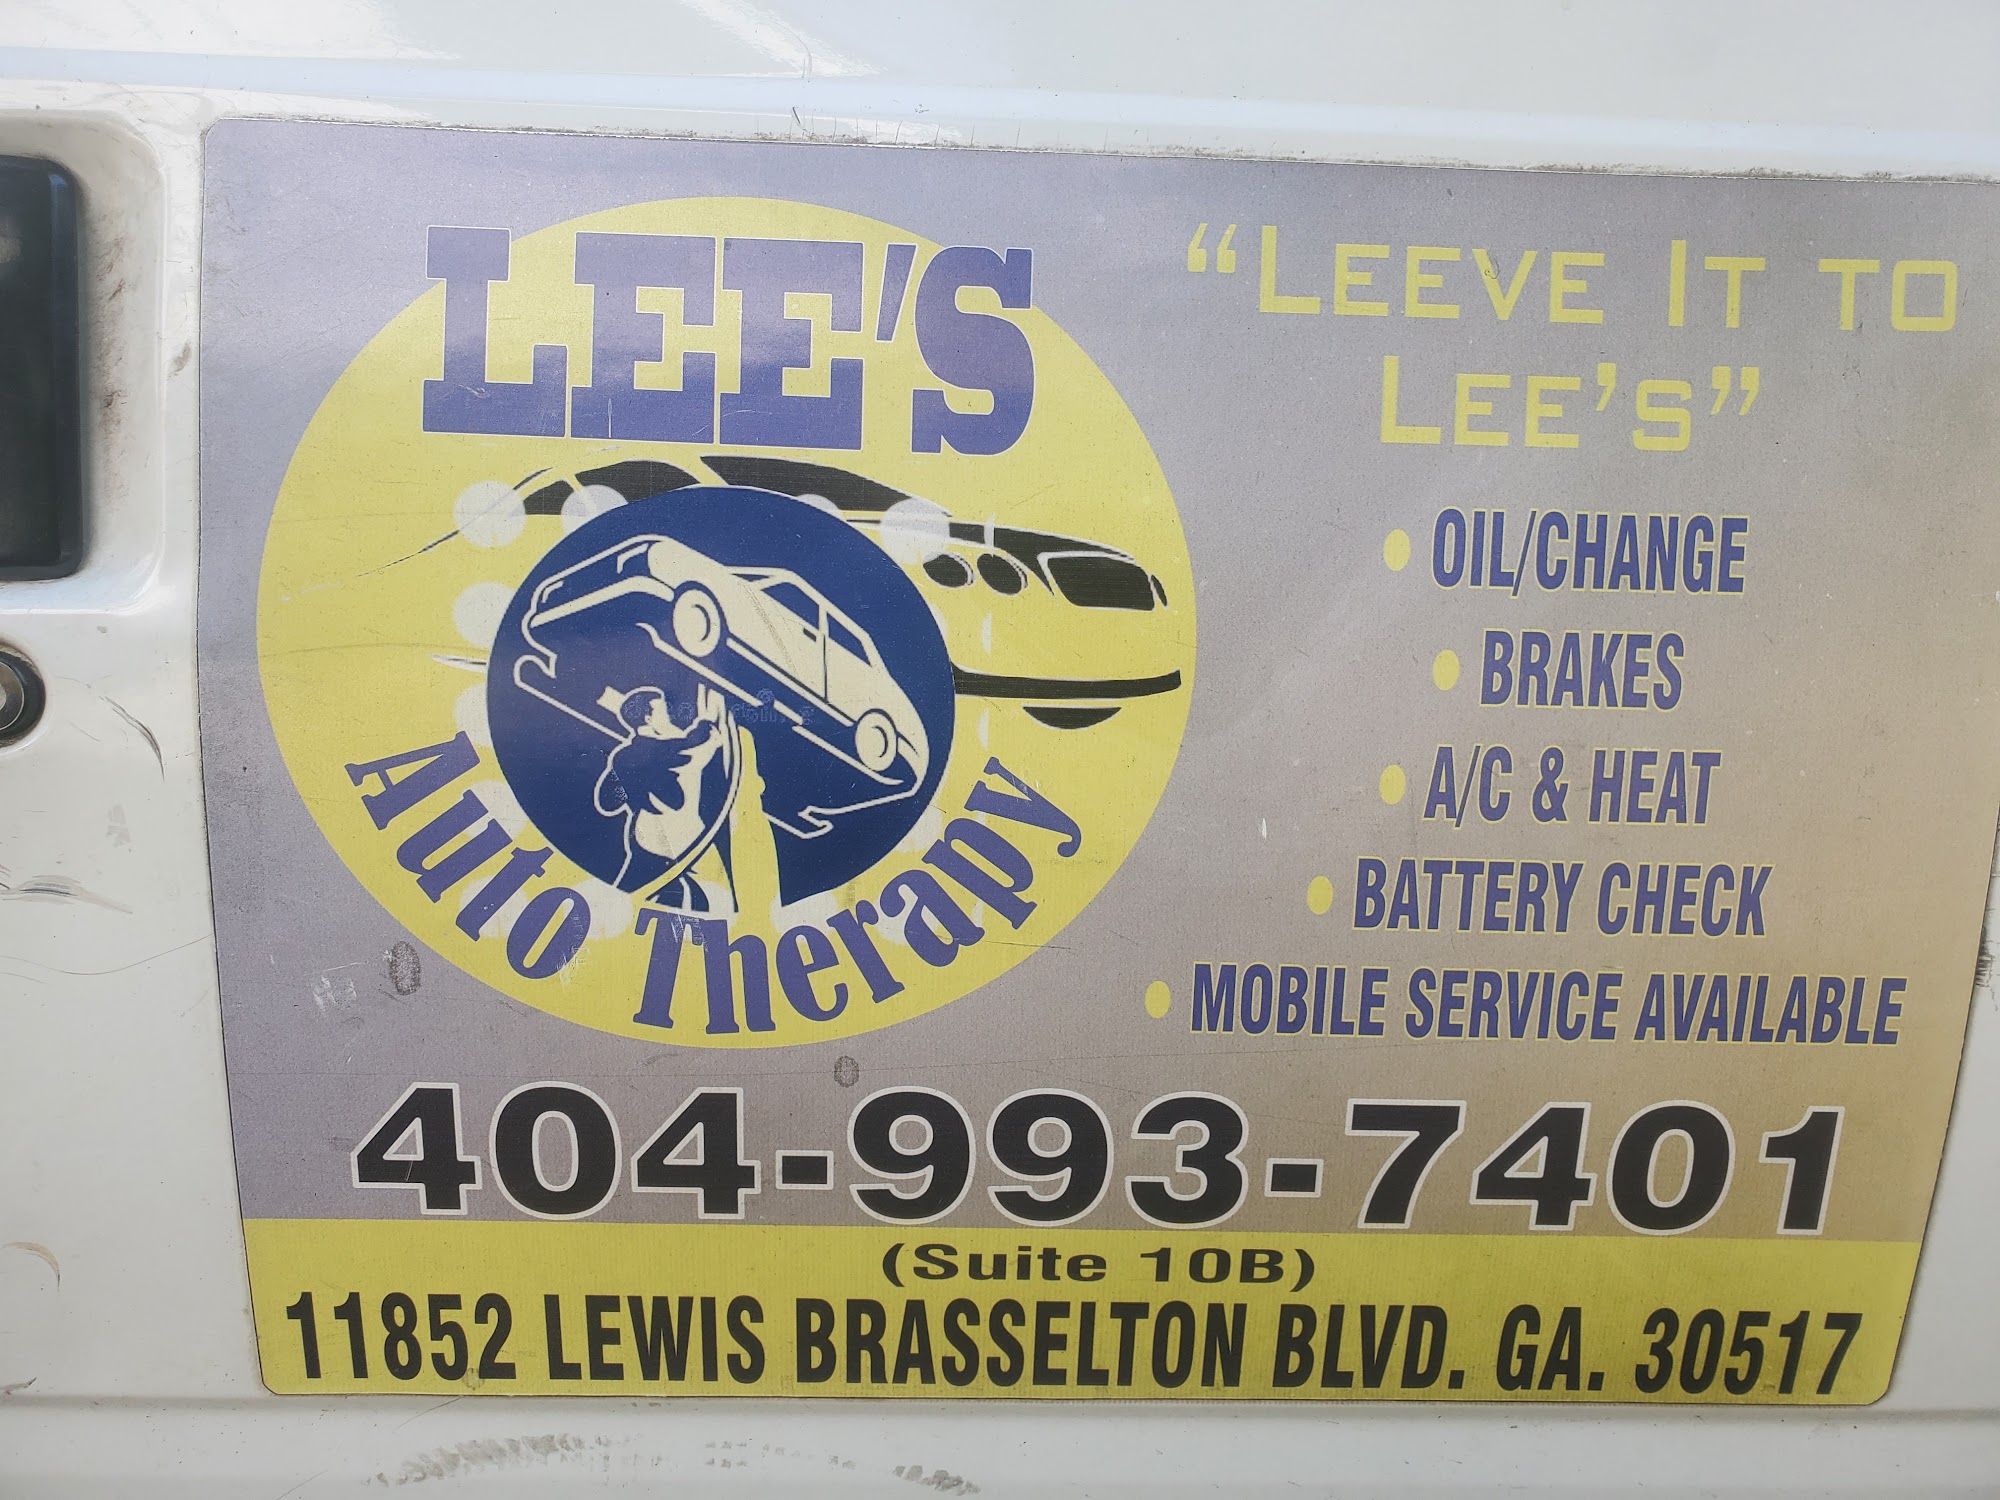 LEE'S
Auto Therapy
"LEEVE IT TO
LEE'S"
• OIL/CHANGE
• BRAKES
• A/C & HEAT
• BATTERY CHECK
• MOBILE SERVICE AVAILABLE
404-993-7401
(Suite 10B)
11852 LEWIS BRASSELTON BLVD. GA. 30517